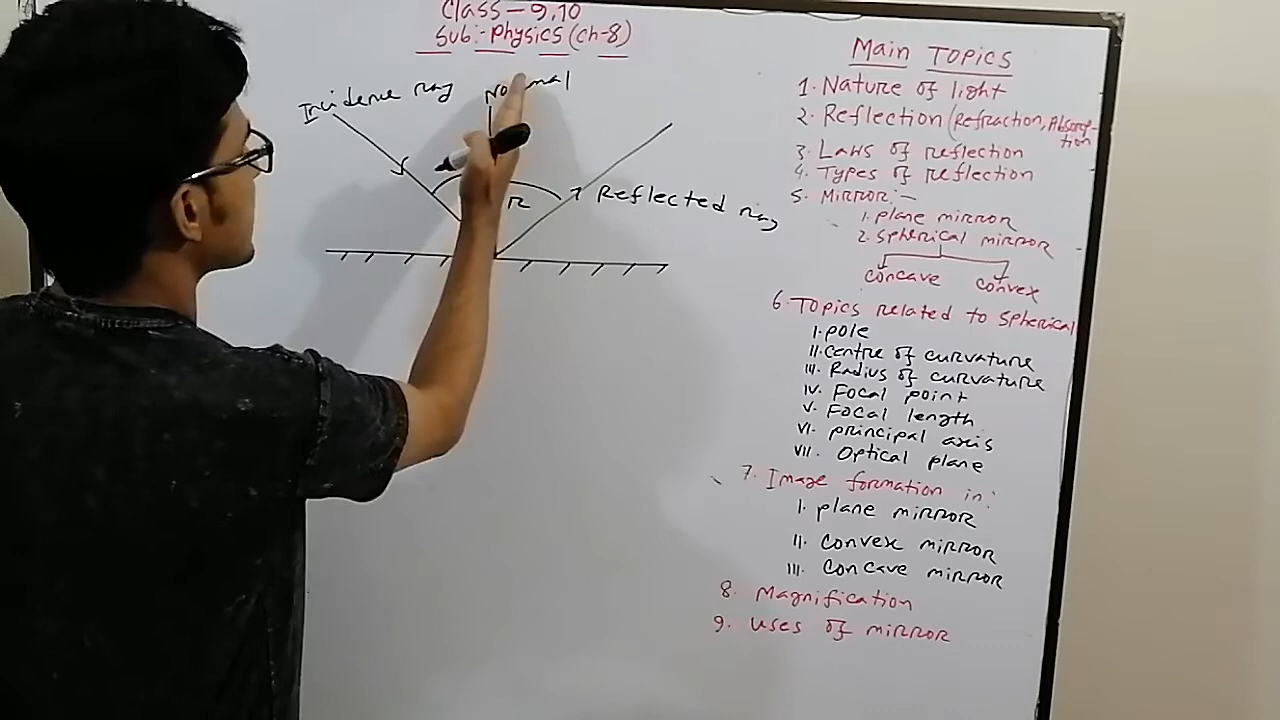 Class-9,10
Sub:-Physics (ch-8)
Incidence ray
Normal
R
Reflected ray
Main Topics
1. Nature of light
2. Reflection (Refraction, Absorp-
tion
3. Laws of reflection
4. Types of reflection
5. Mirror:-
1. plane mirror
2. Spherical mirror
concave convex
6. Topics related to spherical
I. pole
II. Centre of curvature
III. Radius of curvature
IV. Focal point
V. Focal length
VI. principal axis
VII. Optical plane
7. Image formation in:
I. plane mirror
II. convex mirror
III. Concave mirror
8. Magnification
9. Uses of mirror